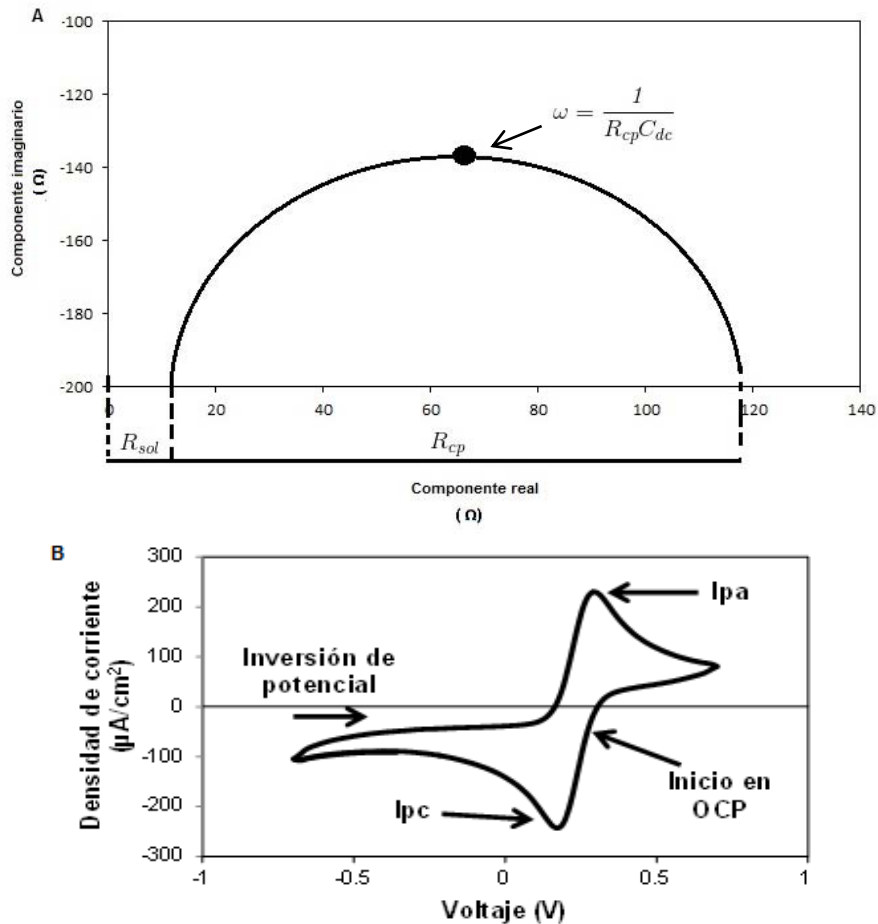 A
-100
-120
-140
-160
-180
-200
Componente imaginario
( Ω)
ω = 1 / R_cp C_dc
0 20 40 60 80 100 120 140
R_sol R_cp
Componente real
( Ω)
B
300
200
100
0
-100
-200
-300
Densidad de corriente
(µA/cm²)
Ipa
Inversión de
potencial
Inicio en
OCP
Ipc
-1 -0.5 0 0.5 1
Voltaje (V)